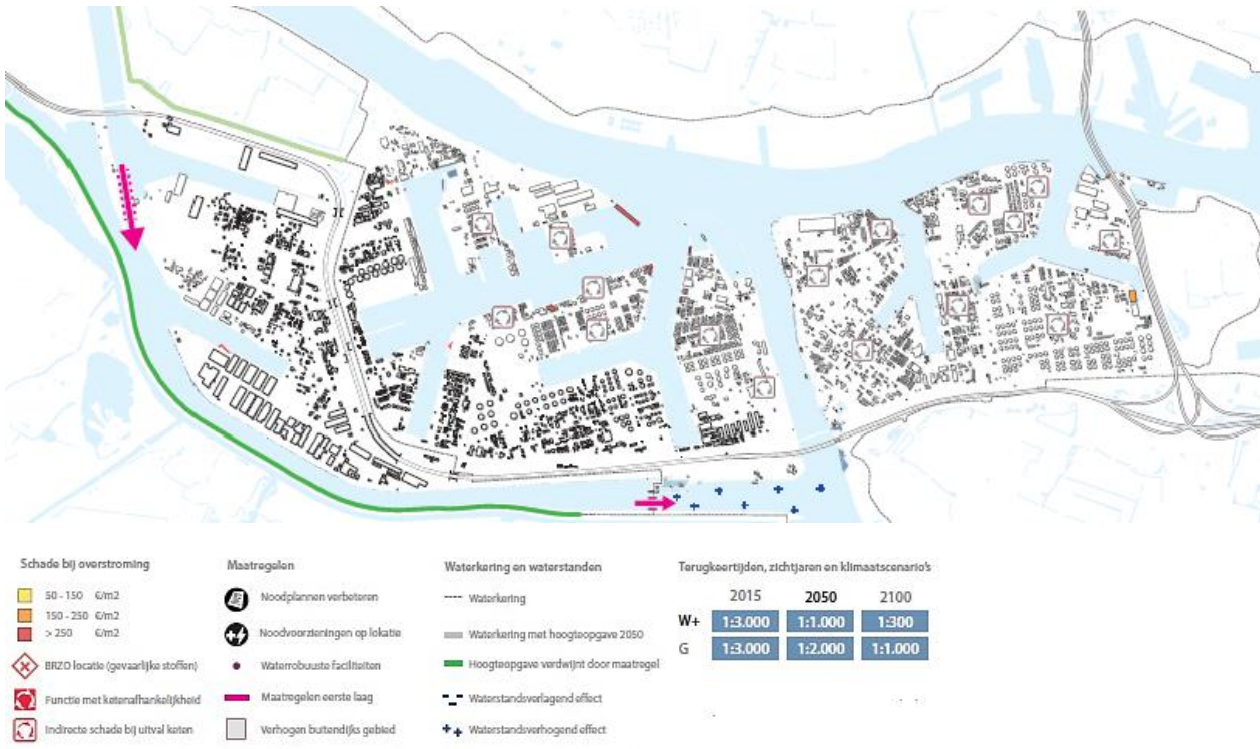 Schade bij overstroming
50 - 150 €/m2
150 - 250 €/m2
> 250 €/m2
BRZO locatie (gevaarlijke stoffen)
Functie met ketenafhankelijkheid
Indirecte schade bij uitval keten
Maatregelen
Noodplannen verbeteren
Noodvoorzieningen op lokatie
Waterrobuuste faciliteiten
Maatregelen eerste laag
Verhogen buitendijks gebied
Waterkering en waterstanden
Waterkering
Waterkering met hoogteopgave 2050
Hoogteopgave verdwijnt door maatregel
Waterstandsverlagend effect
Waterstandsverhogend effect
Terugkeertijden, zichtjaren en klimaatscenario's
2015 2050 2100
W+ 1:3.000 1:1.000 1:300
G 1:3.000 1:2.000 1:1.000